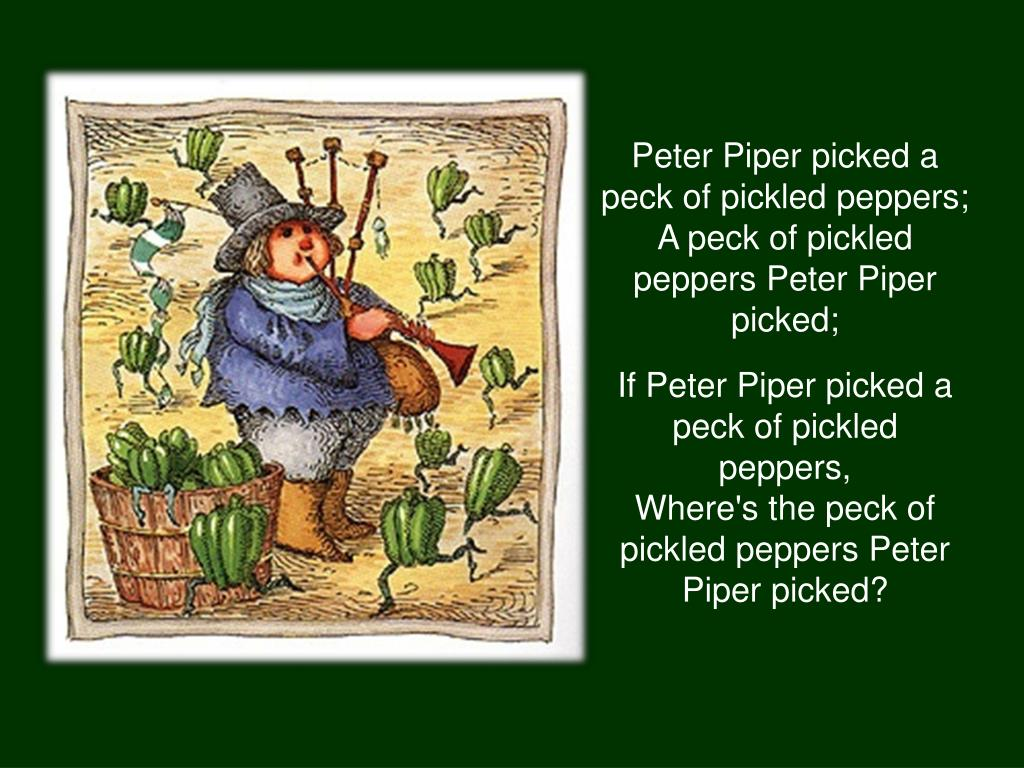 Peter Piper picked a
peck of pickled peppers;
A peck of pickled
peppers Peter Piper
picked;
If Peter Piper picked a
peck of pickled
peppers,
Where's the peck of
pickled peppers Peter
Piper picked?